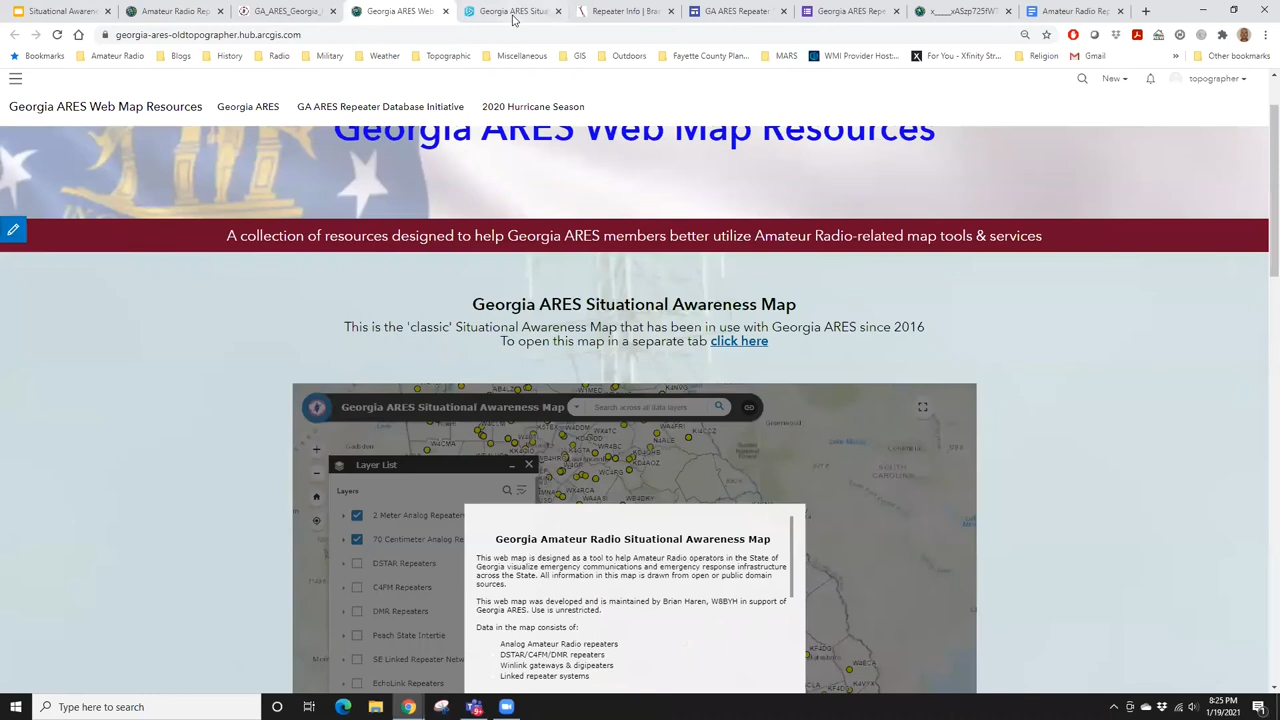 Situational Awarene
Amateur Radio Rep
GA_ARES_Georgia_
Georgia ARES Web
Georgia ARES Situat
Repeater Info | Bran
GA ARES Repeater
Georgia ARES Repe
x____xASzp725fWT
Amateur Radio Rep
georgia-ares-oldtopographer.hub.arcgis.com
Bookmarks Amateur Radio Blogs History Radio Military Weather Topographic Miscellaneous GIS Outdoors Fayette County Plan... MARS WMI Provider Host:... For You - Xfinity Str... Religion Gmail » Other bookmarks
New topographer
Georgia ARES Web Map Resources Georgia ARES GA ARES Repeater Database Initiative 2020 Hurricane Season
Georgia ARES Web Map Resources
A collection of resources designed to help Georgia ARES members better utilize Amateur Radio-related map tools & services
Georgia ARES Situational Awareness Map
This is the 'classic' Situational Awareness Map that has been in use with Georgia ARES since 2016
To open this map in a separate tab click here
Georgia ARES Situational Awareness Map Search across all data layers
Layer List
Layers
2 Meter Analog Repeaters
70 Centimeter Analog Re
DSTAR Repeaters
C4FM Repeaters
DMR Repeaters
Peach State Intertie
SE Linked Repeater Netw
EchoLink Repeaters
SOUTH
CAROLINA
Georgia Amateur Radio Situational Awareness Map
This web map is designed as a tool to help Amateur Radio operators in the State of
Georgia visualize emergency communications and emergency response infrastructure
across the State. All information in this map is drawn from open or public domain
sources.
This web map was developed and is maintained by Brian Haren, W8BYH in support of
Georgia ARES. Use is unrestricted.
Data in the map consists of:
Analog Amateur Radio repeaters
DSTAR/C4FM/DMR repeaters
Winlink gateways & digipeaters
Linked repeater systems
Type here to search
8:25 PM
1/19/2021